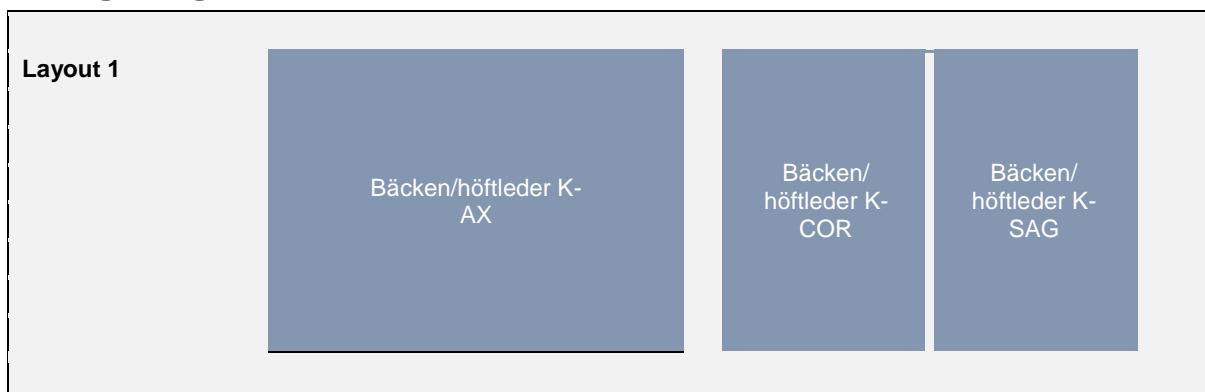 Layout 1
Bäcken/höftleder K-
AX
Bäcken/
höftleder K-
COR
Bäcken/
höftleder K-
SAG